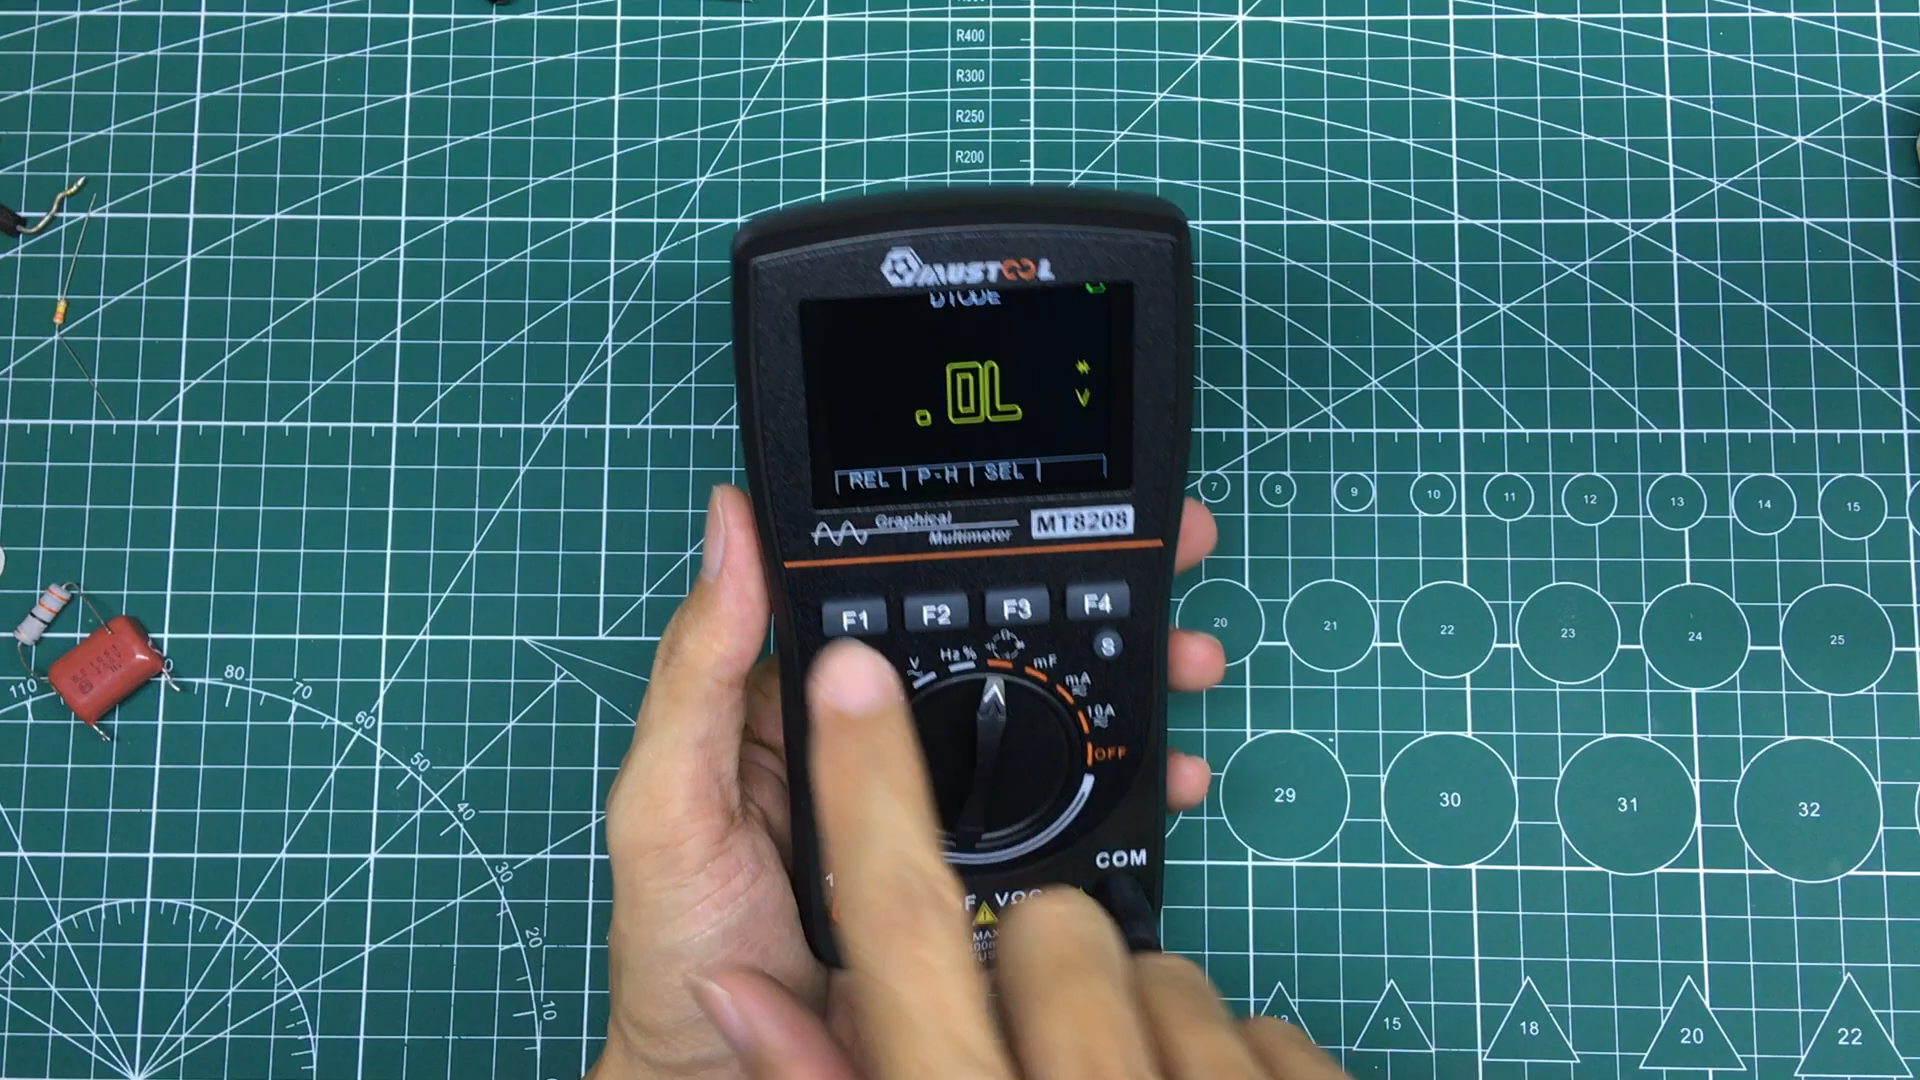 R400
R300
R250
R200
MUSTOOL
DIODE
.0L
V
REL P-H SEL
Graphical
Multimeter
MT8208
F1 F2 F3 F4
S
V Hz % mF
mA
10A
OFF
COM
MAX
7 8 9 10 11 12 13 14 15
20 21 22 23 24 25
29 30 31 32
15 18 20 22
110 80 70 60 50 40 30 20 10